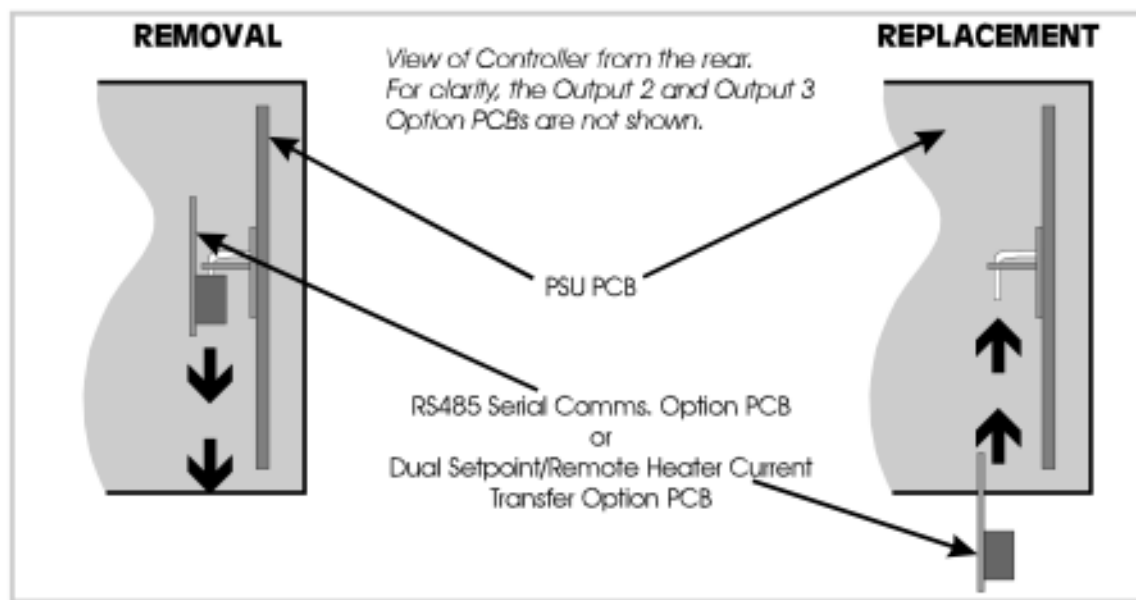 REMOVAL
View of Controller from the rear.
For clarity, the Output 2 and Output 3
Option PCBs are not shown.
REPLACEMENT
PSU PCB
RS485 Serial Comms. Option PCB
or
Dual Setpoint/Remote Heater Current
Transfer Option PCB